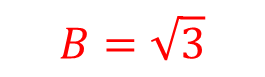 B = √3